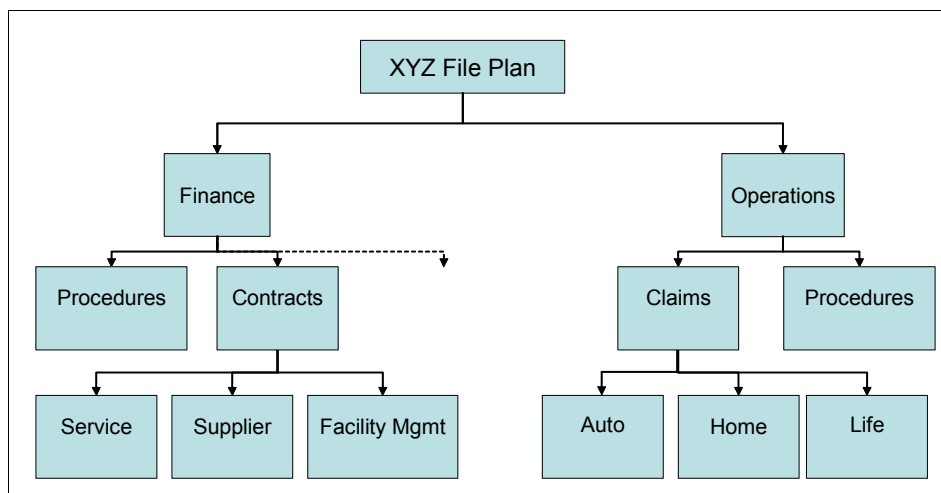 XYZ File Plan
Finance
Operations
Procedures
Contracts
Claims
Procedures
Service
Supplier
Facility Mgmt
Auto
Home
Life